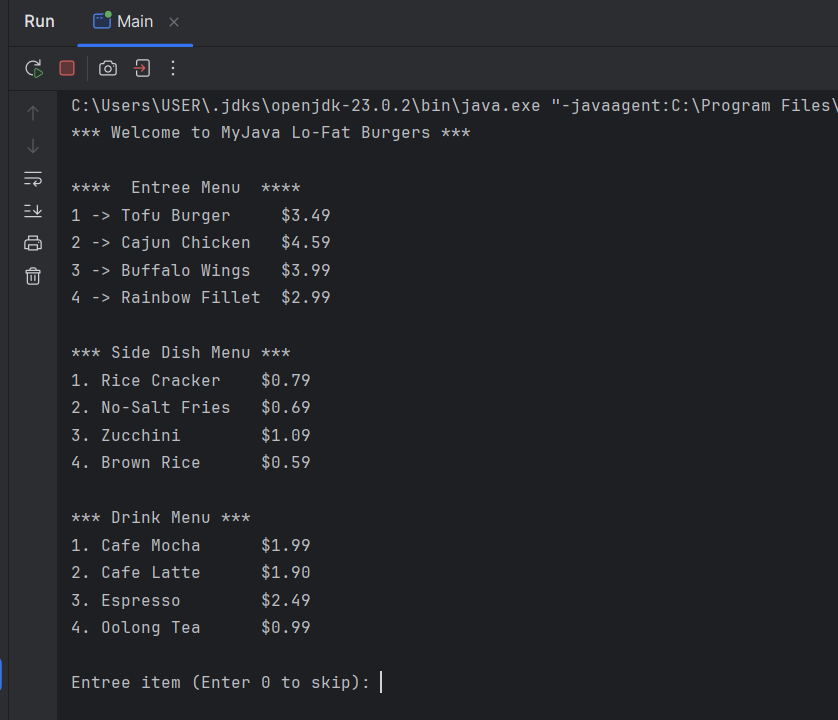 Run Main
C:\Users\USER\.jdks\openjdk-23.0.2\bin\java.exe "-javaagent:C:\Program Files\
*** Welcome to MyJava Lo-Fat Burgers ***
****  Entree Menu  ****
1 -> Tofu Burger     $3.49
2 -> Cajun Chicken   $4.59
3 -> Buffalo Wings   $3.99
4 -> Rainbow Fillet  $2.99
*** Side Dish Menu ***
1. Rice Cracker    $0.79
2. No-Salt Fries   $0.69
3. Zucchini        $1.09
4. Brown Rice      $0.59
*** Drink Menu ***
1. Cafe Mocha      $1.99
2. Cafe Latte      $1.90
3. Espresso        $2.49
4. Oolong Tea      $0.99
Entree item (Enter 0 to skip):